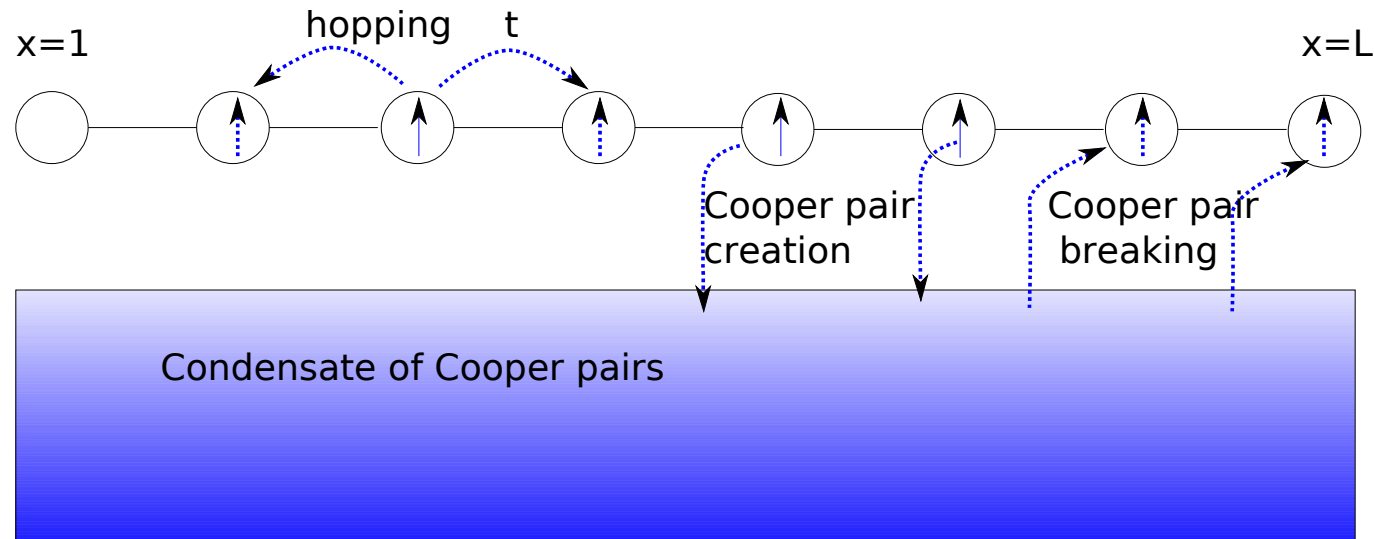 hopping t
x=1
x=L
Cooper pair
creation
Cooper pair
breaking
Condensate of Cooper pairs